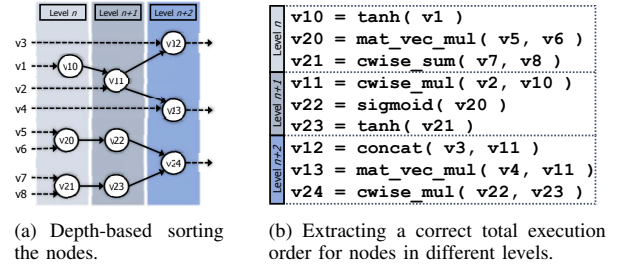 Level n
Level n+1
Level n+2
v3
v12
v1
v10
v11
v2
v4
v13
v5
v6
v20
v22
v24
v7
v8
v21
v23
Level n
v10 = tanh( v1 )
v20 = mat_vec_mul( v5, v6 )
v21 = cwise_sum( v7, v8 )
Level n+1
v11 = cwise_mul( v2, v10 )
v22 = sigmoid( v20 )
v23 = tanh( v21 )
Level n+2
v12 = concat( v3, v11 )
v13 = mat_vec_mul( v4, v11 )
v24 = cwise_mul( v22, v23 )
(a) Depth-based sorting
the nodes.
(b) Extracting a correct total execution
order for nodes in different levels.